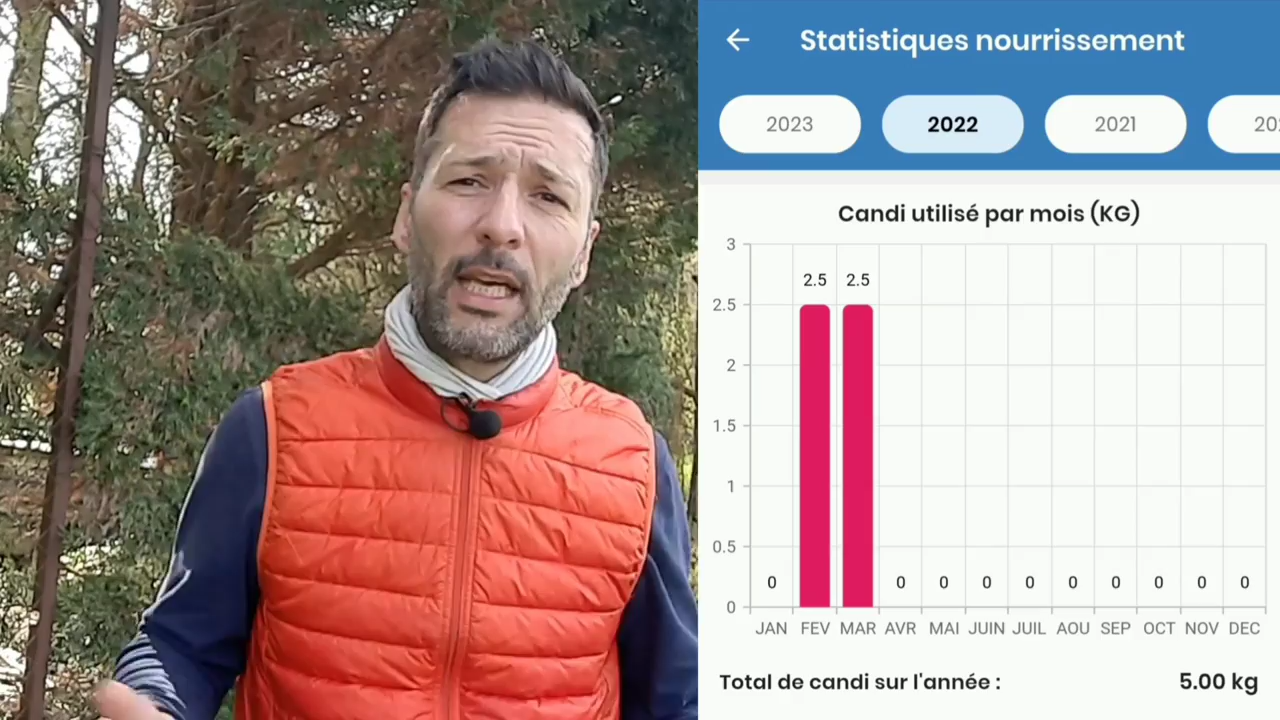 Statistiques nourrissement
2023 2022 2021 20
Candi utilisé par mois (KG)
3
2.5
2
1.5
1
0.5
0
0 2.5 2.5 0 0 0 0 0 0 0 0 0
JAN FEV MAR AVR MAI JUIN JUIL AOU SEP OCT NOV DEC
Total de candi sur l'année : 5.00 kg